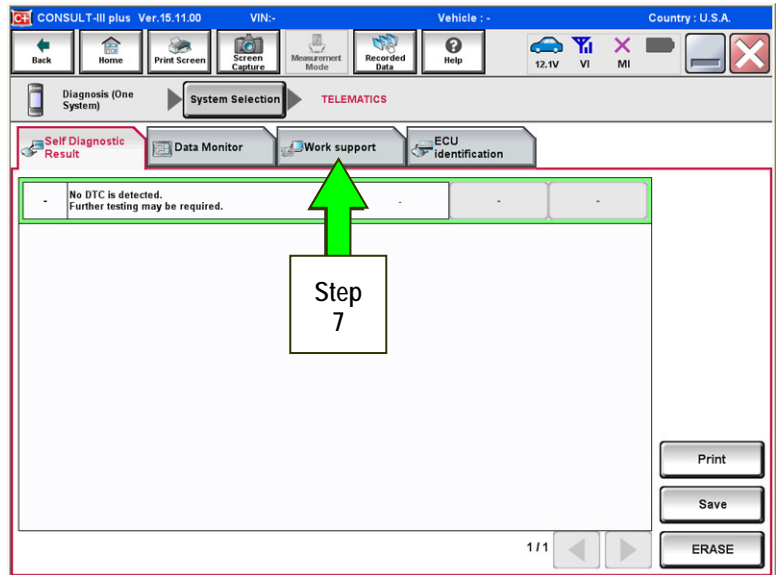 C+ CONSULT-III plus Ver.15.11.00 VIN:- Vehicle : - Country : U.S.A.
Back
Home
Print Screen
Screen
Capture
Measurement
Mode
Recorded
Data
Help
12.1V VI MI
Diagnosis (One
System)
System Selection
TELEMATICS
Self Diagnostic
Result
Data Monitor
Work support
ECU
identification
- No DTC is detected. - - -
Further testing may be required.
Step
7
Print
Save
1/1
ERASE